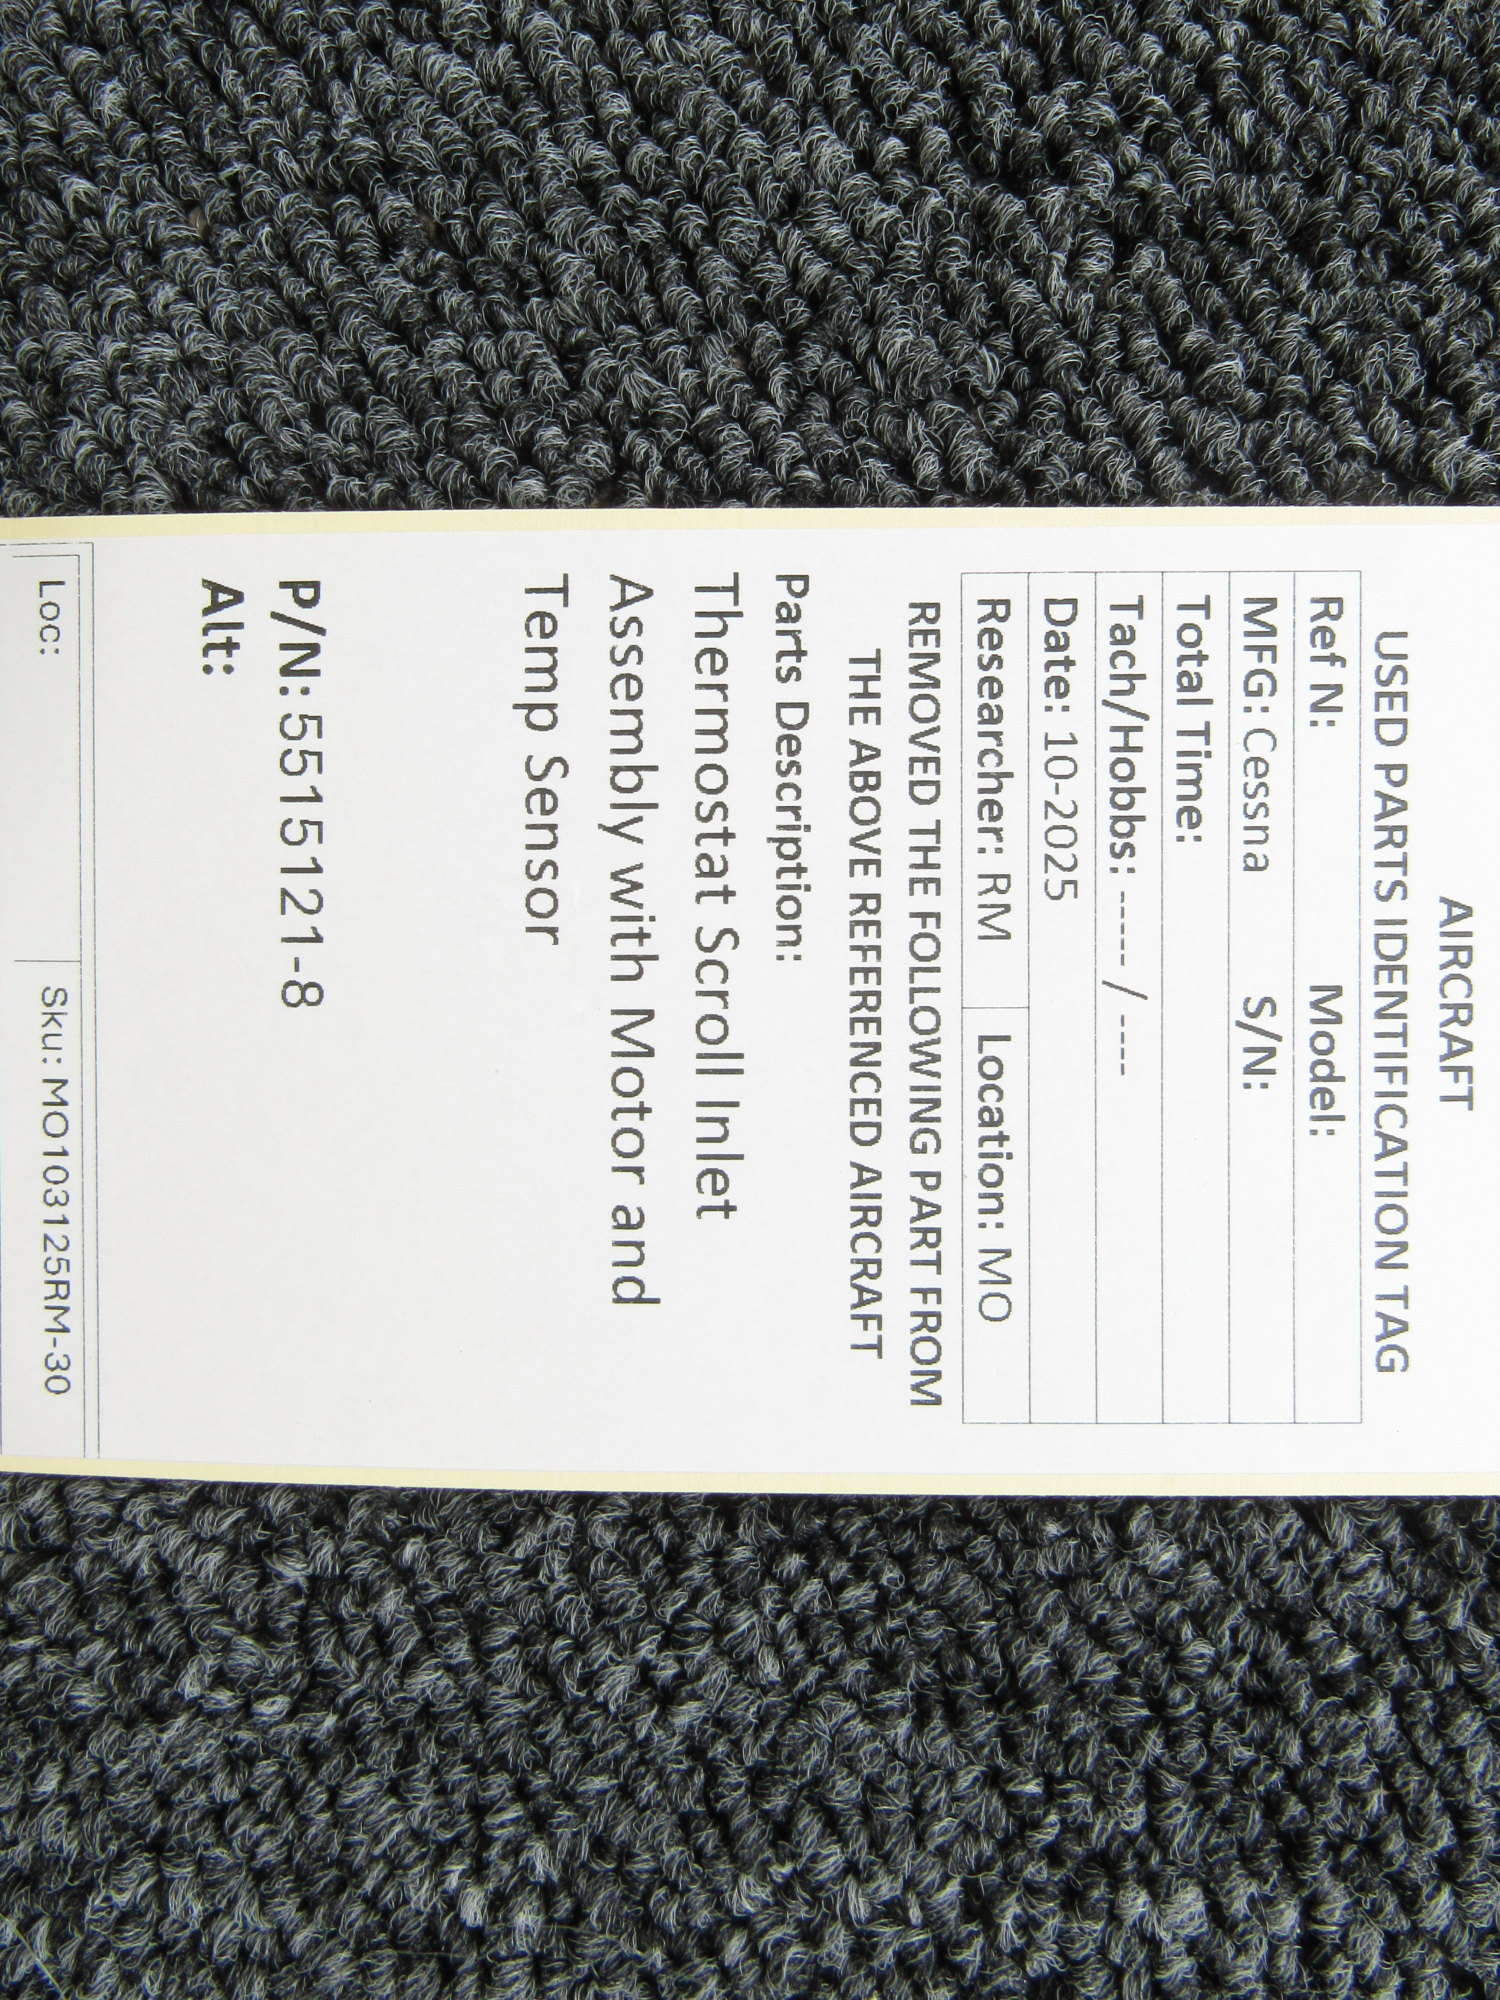 AIRCRAFT
USED PARTS IDENTIFICATION TAG
Ref N: Model:
MFG: Cessna S/N:
Total Time:
Tach/Hobbs: ----- / ----
Date: 10-2025
Researcher: RM Location: MO
REMOVED THE FOLLOWING PART FROM
THE ABOVE REFERENCED AIRCRAFT
Parts Description:
Thermostat Scroll Inlet
Assembly with Motor and
Temp Sensor
P/N: 5515121-8
Alt:
Loc: Sku: MO103125RM-30